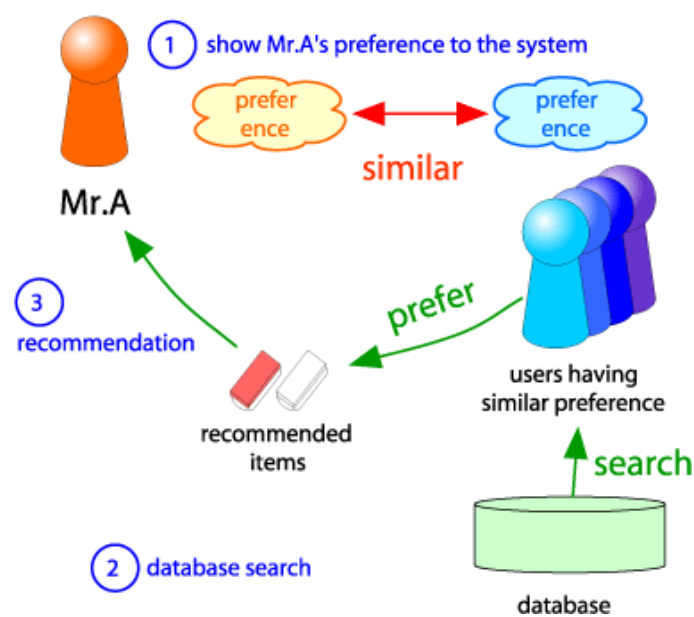 1 show Mr.A's preference to the system
prefer
ence
prefer
ence
similar
Mr.A
3
recommendation
prefer
recommended
items
users having
similar preference
search
2 database search
database